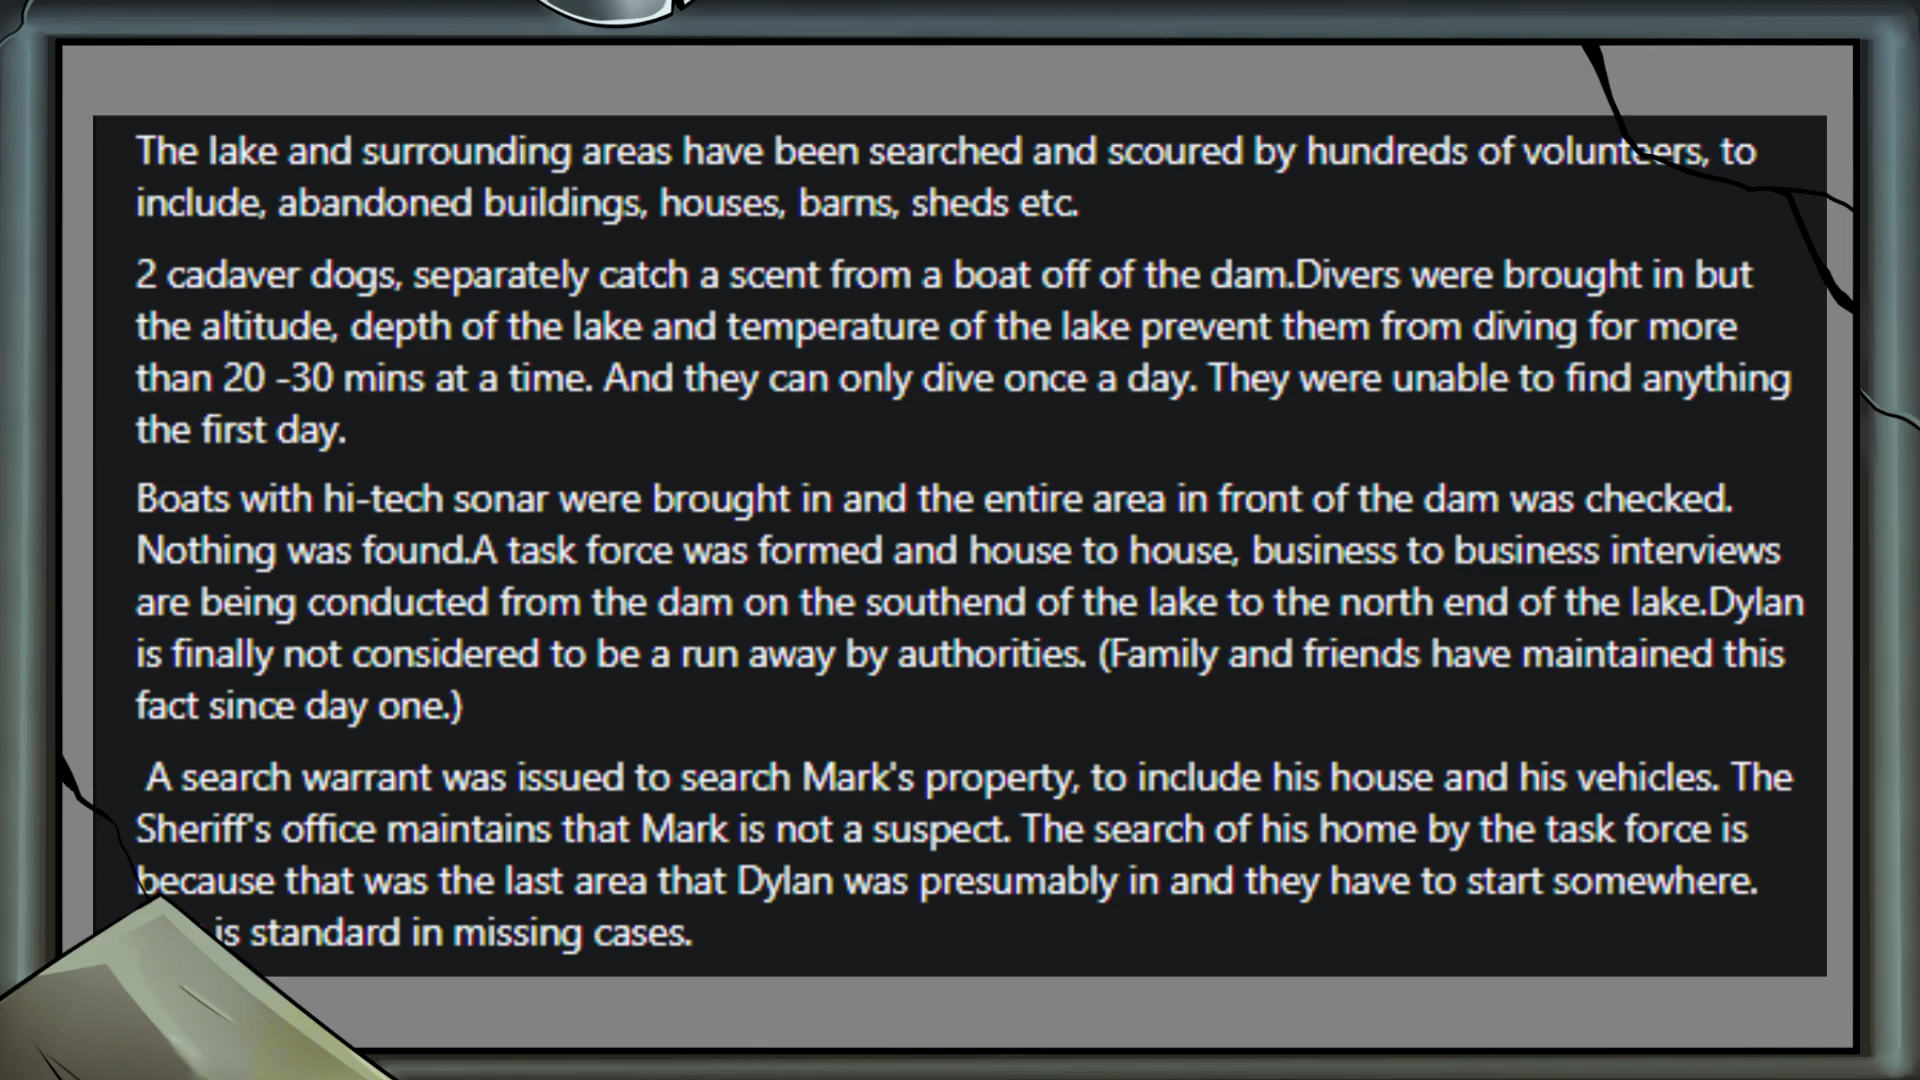 The lake and surrounding areas have been searched and scoured by hundreds of volunteers, to
include, abandoned buildings, houses, barns, sheds etc.
2 cadaver dogs, separately catch a scent from a boat off of the dam.Divers were brought in but
the altitude, depth of the lake and temperature of the lake prevent them from diving for more
than 20 -30 mins at a time. And they can only dive once a day. They were unable to find anything
the first day.
Boats with hi-tech sonar were brought in and the entire area in front of the dam was checked.
Nothing was found.A task force was formed and house to house, business to business interviews
are being conducted from the dam on the southend of the lake to the north end of the lake.Dylan
is finally not considered to be a run away by authorities. (Family and friends have maintained this
fact since day one.)
A search warrant was issued to search Mark's property, to include his house and his vehicles. The
Sheriff's office maintains that Mark is not a suspect. The search of his home by the task force is
because that was the last area that Dylan was presumably in and they have to start somewhere.
is standard in missing cases.